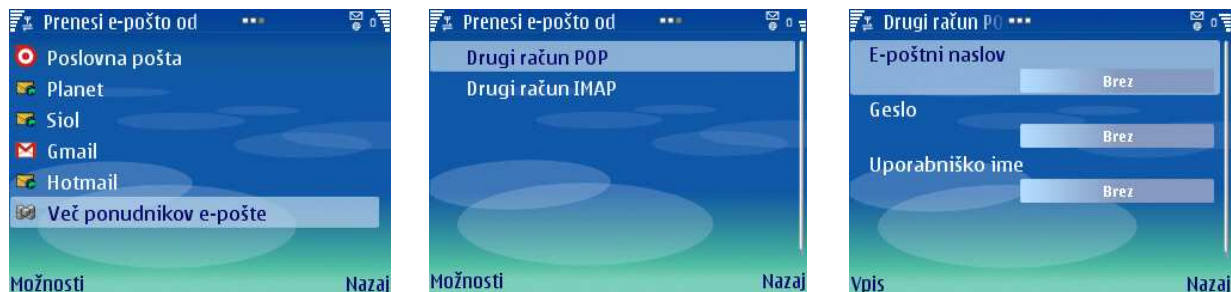 Prenesi e-pošto od
Poslovna pošta
Planet
Siol
Gmail
Hotmail
Več ponudnikov e-pošte
Možnosti Nazaj
Prenesi e-pošto od
Drugi račun POP
Drugi račun IMAP
Možnosti Nazaj
Drugi račun PO
E-poštni naslov
Brez
Geslo
Brez
Uporabniško ime
Brez
Vpis Nazaj